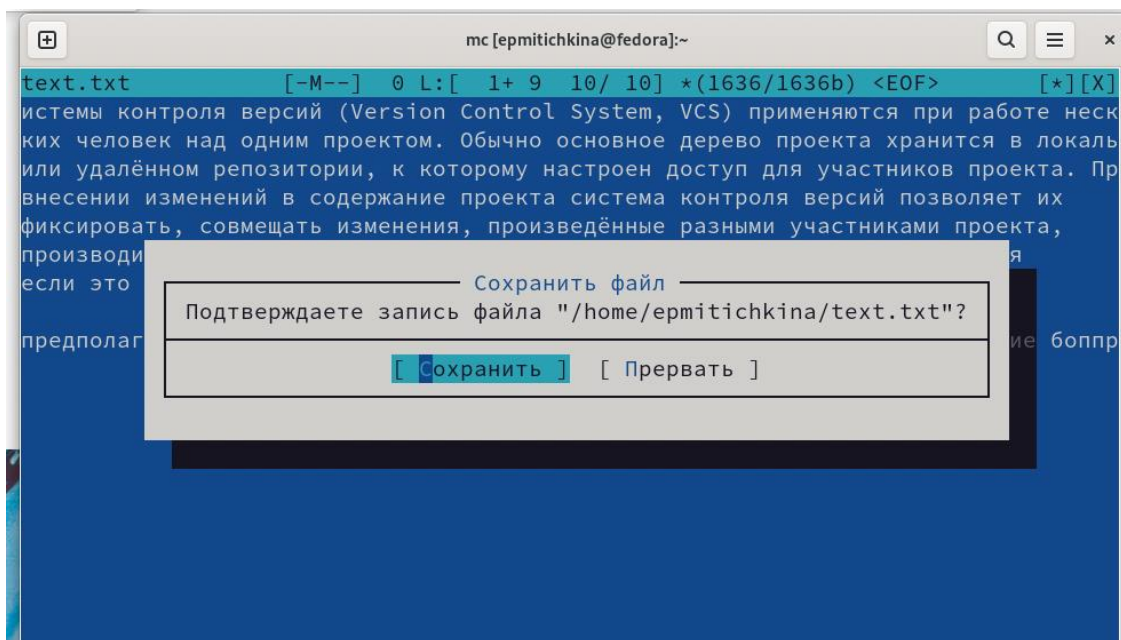 mc [epmitichkina@fedora]:~
text.txt [-M--] 0 L:[ 1+ 9 10/ 10] *(1636/1636b) <EOF> [*][X]
истемы контроля версий (Version Control System, VCS) применяются при работе неск
ких человек над одним проектом. Обычно основное дерево проекта хранится в локаль
или удалённом репозитории, к которому настроен доступ для участников проекта. Пр
внесении изменений в содержание проекта система контроля версий позволяет их
фиксировать, совмещать изменения, произведённые разными участниками проекта,
производи я
если это
Сохранить файл
Подтверждаете запись файла "/home/epmitichkina/text.txt"?
предполаг ие боппр
[ Сохранить ] [ Прервать ]